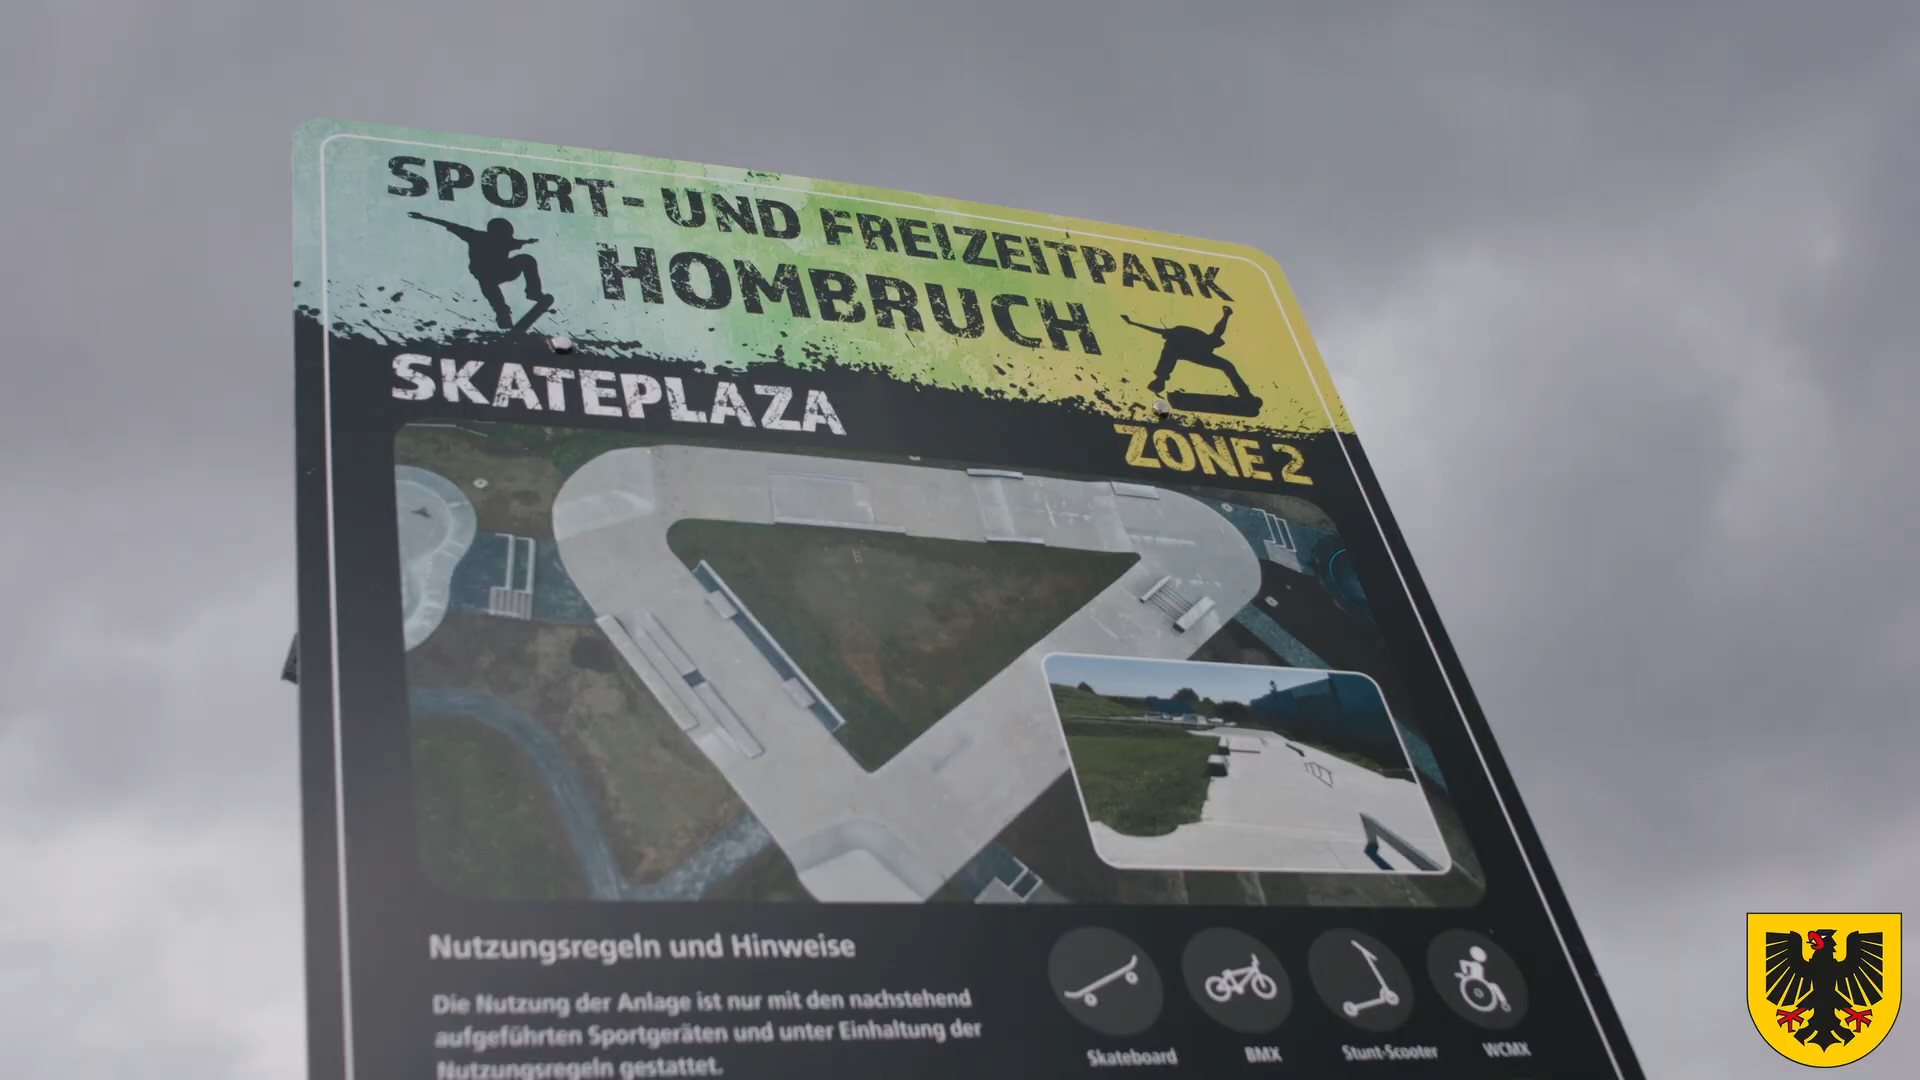 SPORT- UND FREIZEITPARK
HOMBRUCH
SKATEPLAZA
ZONE 2
Nutzungsregeln und Hinweise
Die Nutzung der Anlage ist nur mit den nachstehend
aufgeführten Sportgeräten und unter Einhaltung der
Nutzungsregeln gestattet.
Skateboard
BMX
Stunt-Scooter
WCMX